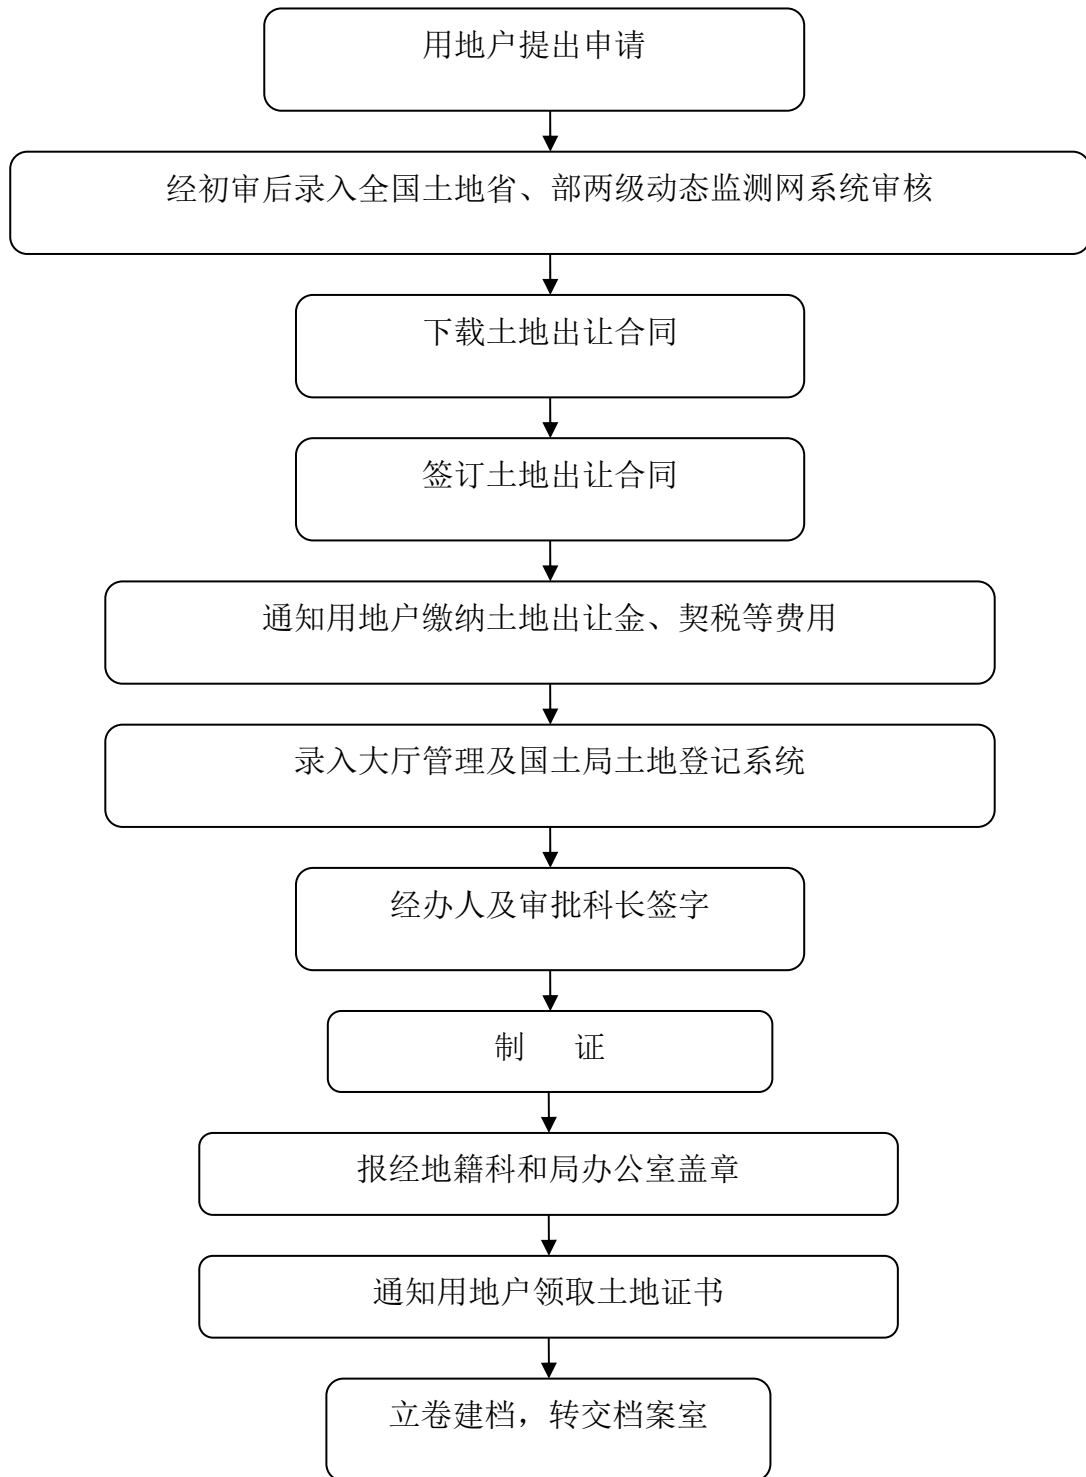 用地户提出申请
经初审后录入全国土地省、部两级动态监测网系统审核
下载土地出让合同
签订土地出让合同
通知用地户缴纳土地出让金、契税等费用
录入大厅管理及国土局土地登记系统
经办人及审批科长签字
制 证
报经地籍科和局办公室盖章
通知用地户领取土地证书
立卷建档，转交档案室